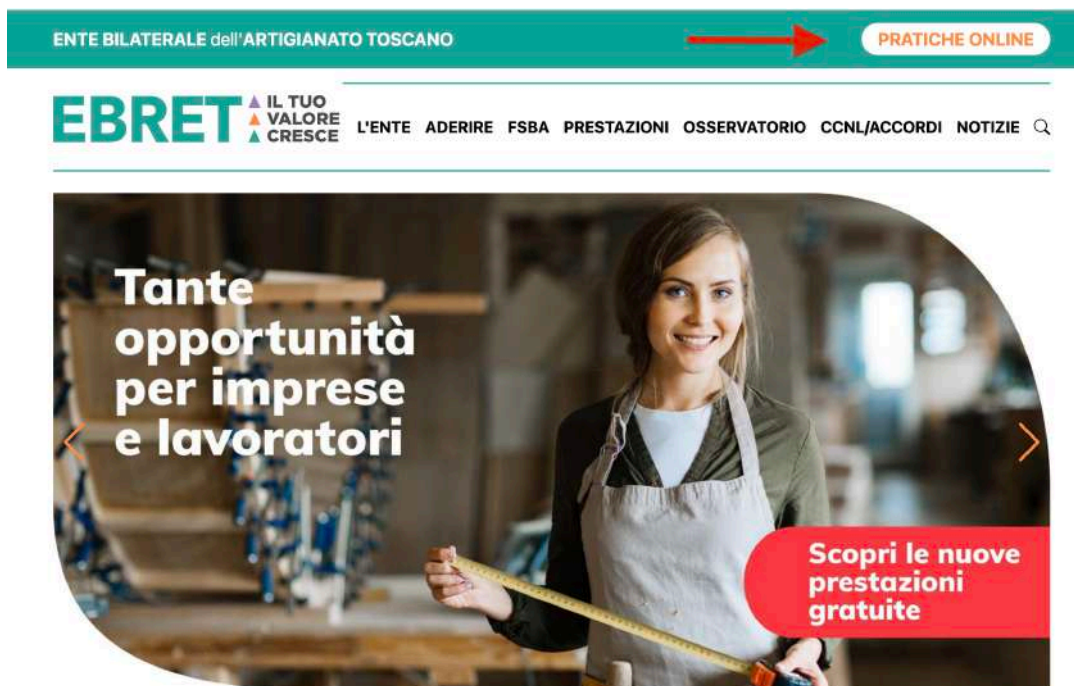 ENTE BILATERALE dell'ARTIGIANATO TOSCANO
PRATICHE ONLINE
EBRET
IL TUO
VALORE
CRESCE
L'ENTE ADERIRE FSBA PRESTAZIONI OSSERVATORIO CCNL/ACCORDI NOTIZIE
Tante
opportunità
per imprese
e lavoratori
Scopri le nuove
prestazioni
gratuite